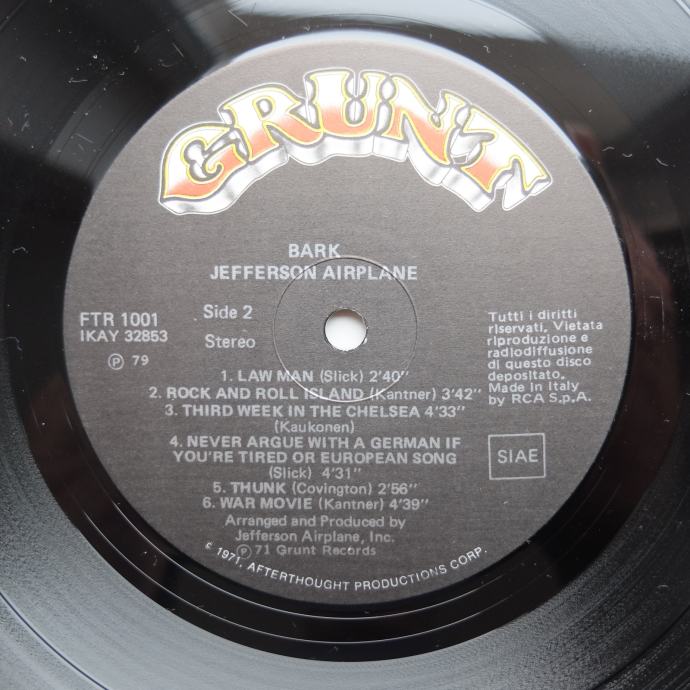 GRUNT
BARK
JEFFERSON AIRPLANE
FTR 1001
IKAY 32853
Ⓟ 79
Side 2
Stereo
Tutti i diritti
riservati. Vietata
riproduzione e
radiodiffusione
di questo disco
depositato.
Made in Italy
by RCA S.p.A.
1. LAW MAN (Slick) 2'40''
2. ROCK AND ROLL ISLAND (Kantner) 3'42''
3. THIRD WEEK IN THE CHELSEA 4'33''
(Kaukonen)
4. NEVER ARGUE WITH A GERMAN IF
YOU'RE TIRED OR EUROPEAN SONG
(Slick) 4'31''
5. THUNK (Covington) 2'56''
6. WAR MOVIE (Kantner) 4'39''
SIAE
Arranged and Produced by
Jefferson Airplane, Inc.
Ⓟ 71 Grunt Records
© 1971, AFTERTHOUGHT PRODUCTIONS CORP.